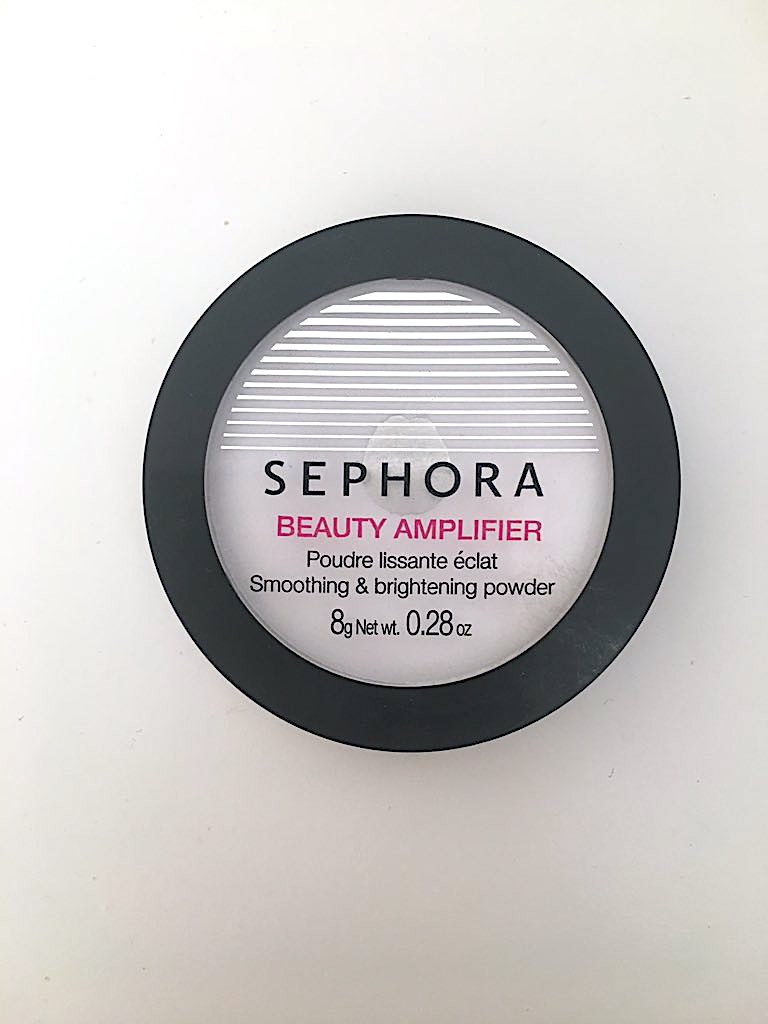 SEPHORA
BEAUTY AMPLIFIER
Poudre lissante éclat
Smoothing & brightening powder
8g Net wt. 0.28 oz